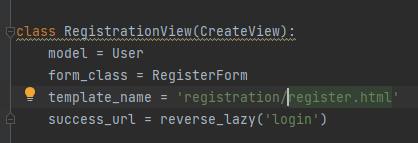 class RegistrationView(CreateView):
    model = User
    form_class = RegisterForm
    template_name = 'registration/register.html'
    success_url = reverse_lazy('login')